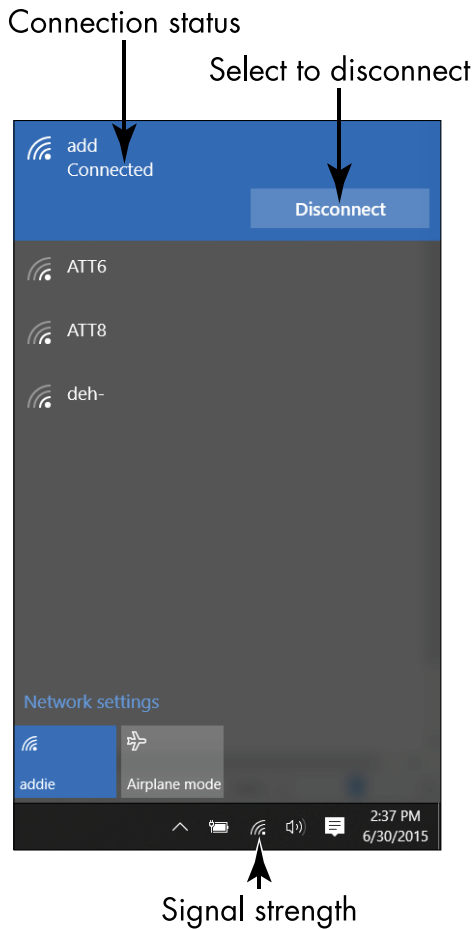 Connection status
Select to disconnect
add
Connected
Disconnect
ATT6
ATT8
deh-
Network settings
addie
Airplane mode
2:37 PM
6/30/2015
Signal strength